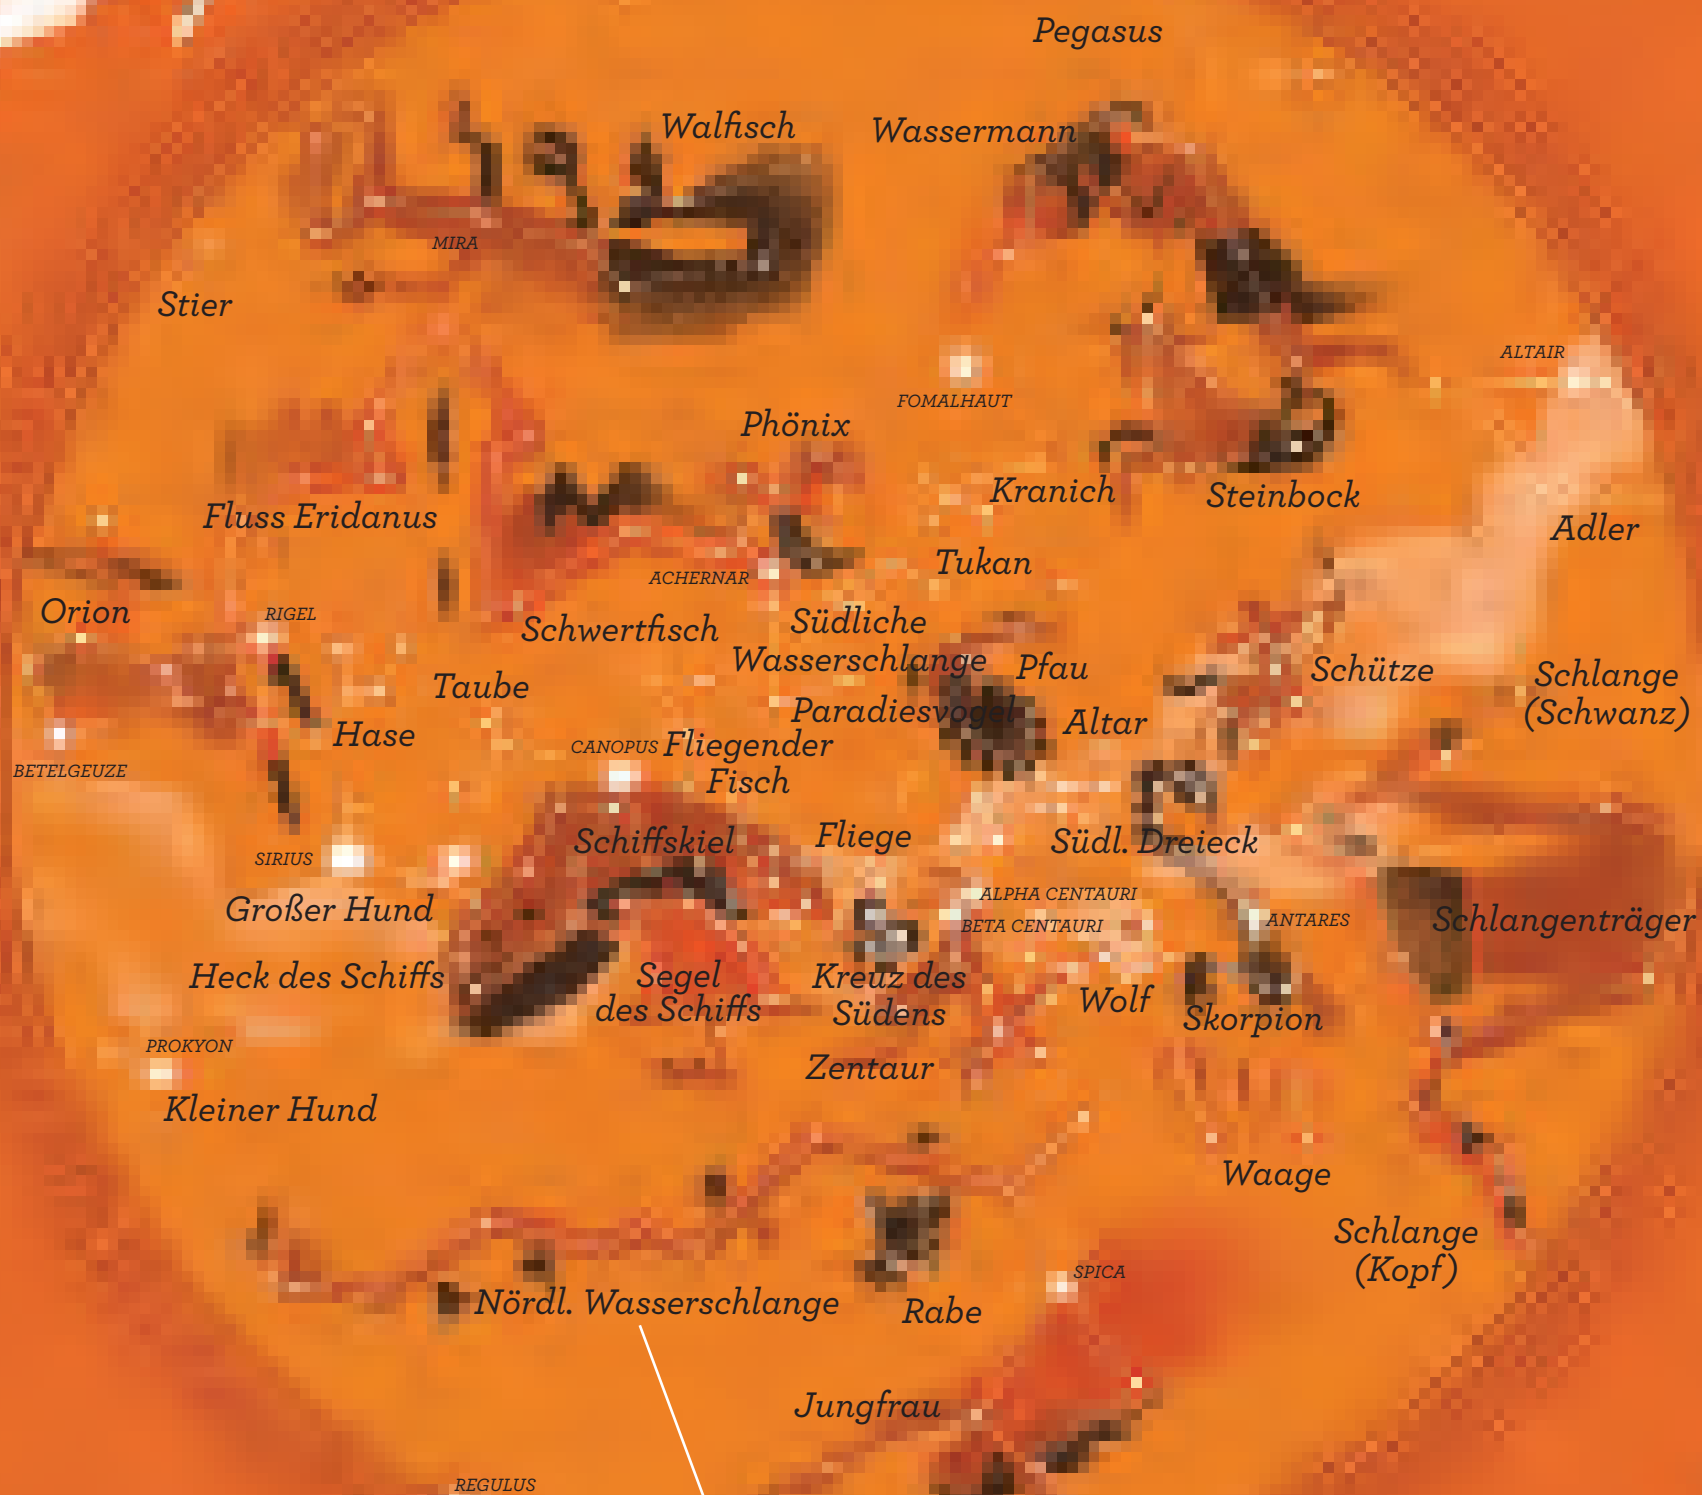 Pegasus
Walfisch
Wassermann
MIRA
Stier
ALTAIR
FOMALHAUT
Phönix
Kranich
Steinbock
Fluss Eridanus
Adler
Tukan
ACHERNAR
Orion
RIGEL
Schwertfisch
Südliche
Wasserschlange
Pfau
Schütze
Schlange
(Schwanz)
Taube
Paradiesvogel
Altar
Hase
CANOPUS
Fliegender
Fisch
BETELGEUZE
Schiffskiel
Fliege
Südl. Dreieck
SIRIUS
ALPHA CENTAURI
BETA CENTAURI
ANTARES
Schlangenträger
Großer Hund
Heck des Schiffs
Segel
des Schiffs
Kreuz des
Südens
Wolf
Skorpion
PROKYON
Zentaur
Kleiner Hund
Waage
Schlange
(Kopf)
SPICA
Nördl. Wasserschlange
Rabe
Jungfrau
REGULUS